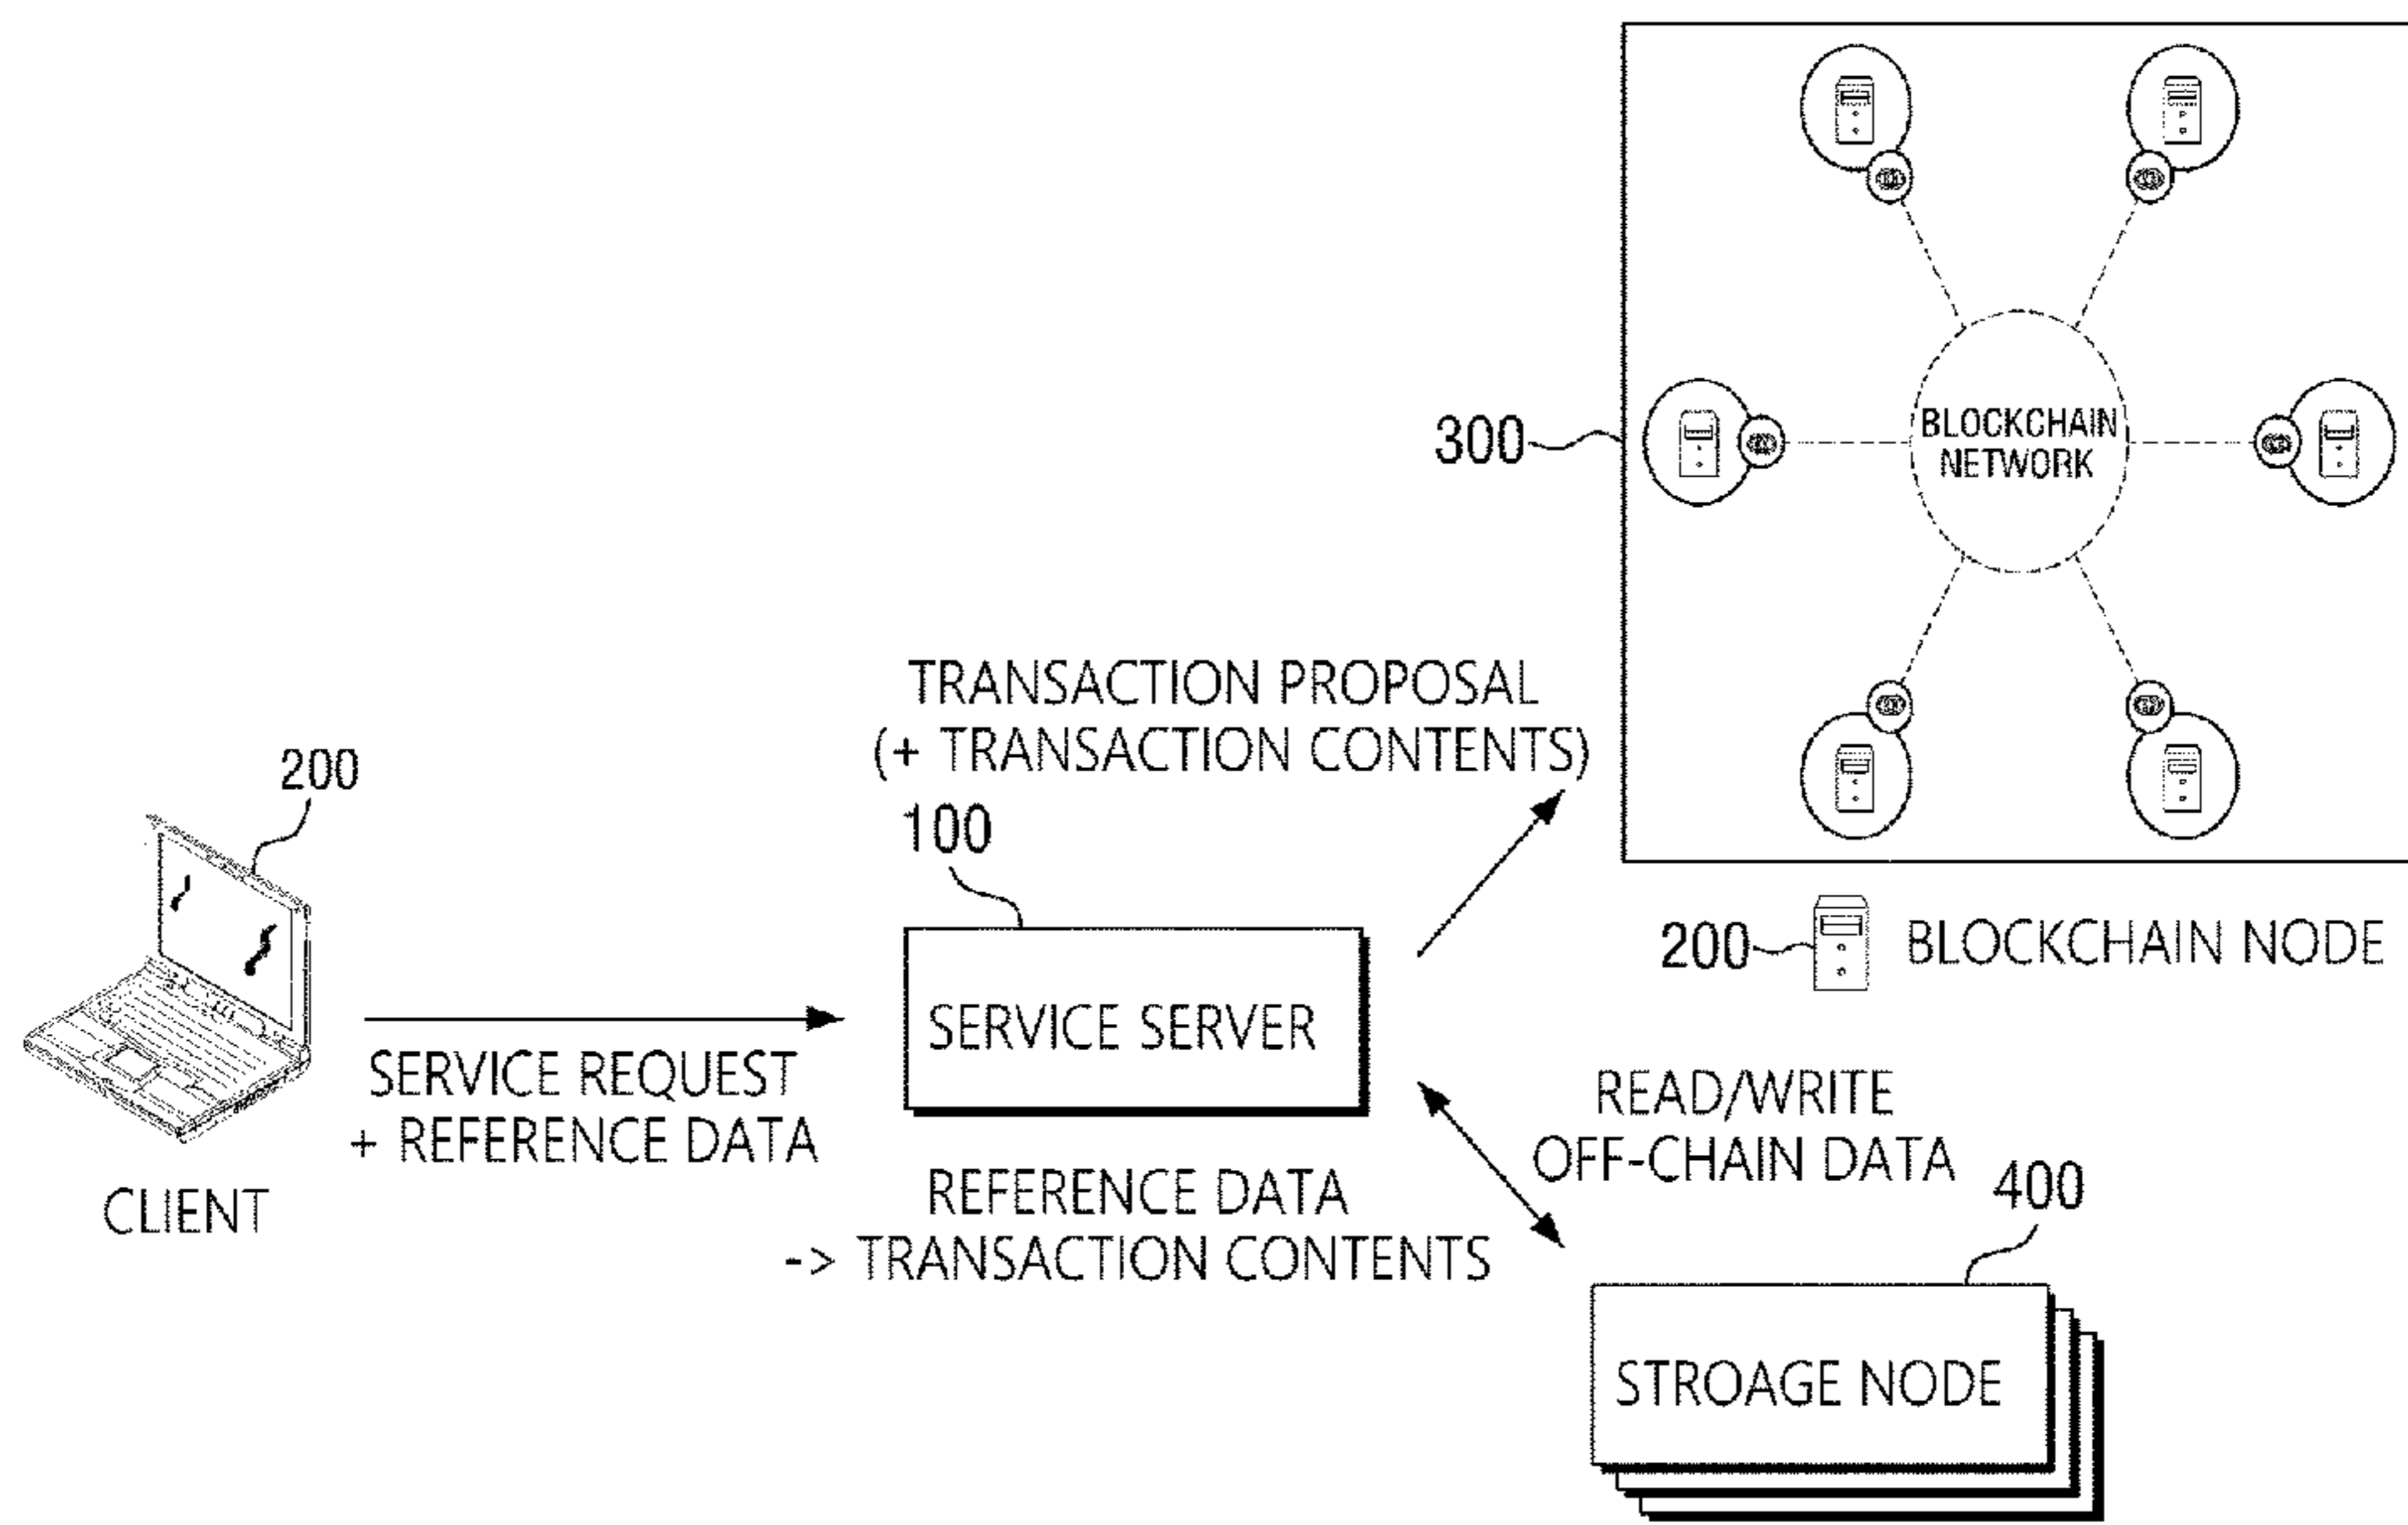 300
BLOCKCHAIN
NETWORK
TRANSACTION PROPOSAL
(+ TRANSACTION CONTENTS)
200
100
200
BLOCKCHAIN NODE
SERVICE SERVER
SERVICE REQUEST
+ REFERENCE DATA
CLIENT
READ/WRITE
OFF-CHAIN DATA
REFERENCE DATA
-> TRANSACTION CONTENTS
400
STROAGE NODE